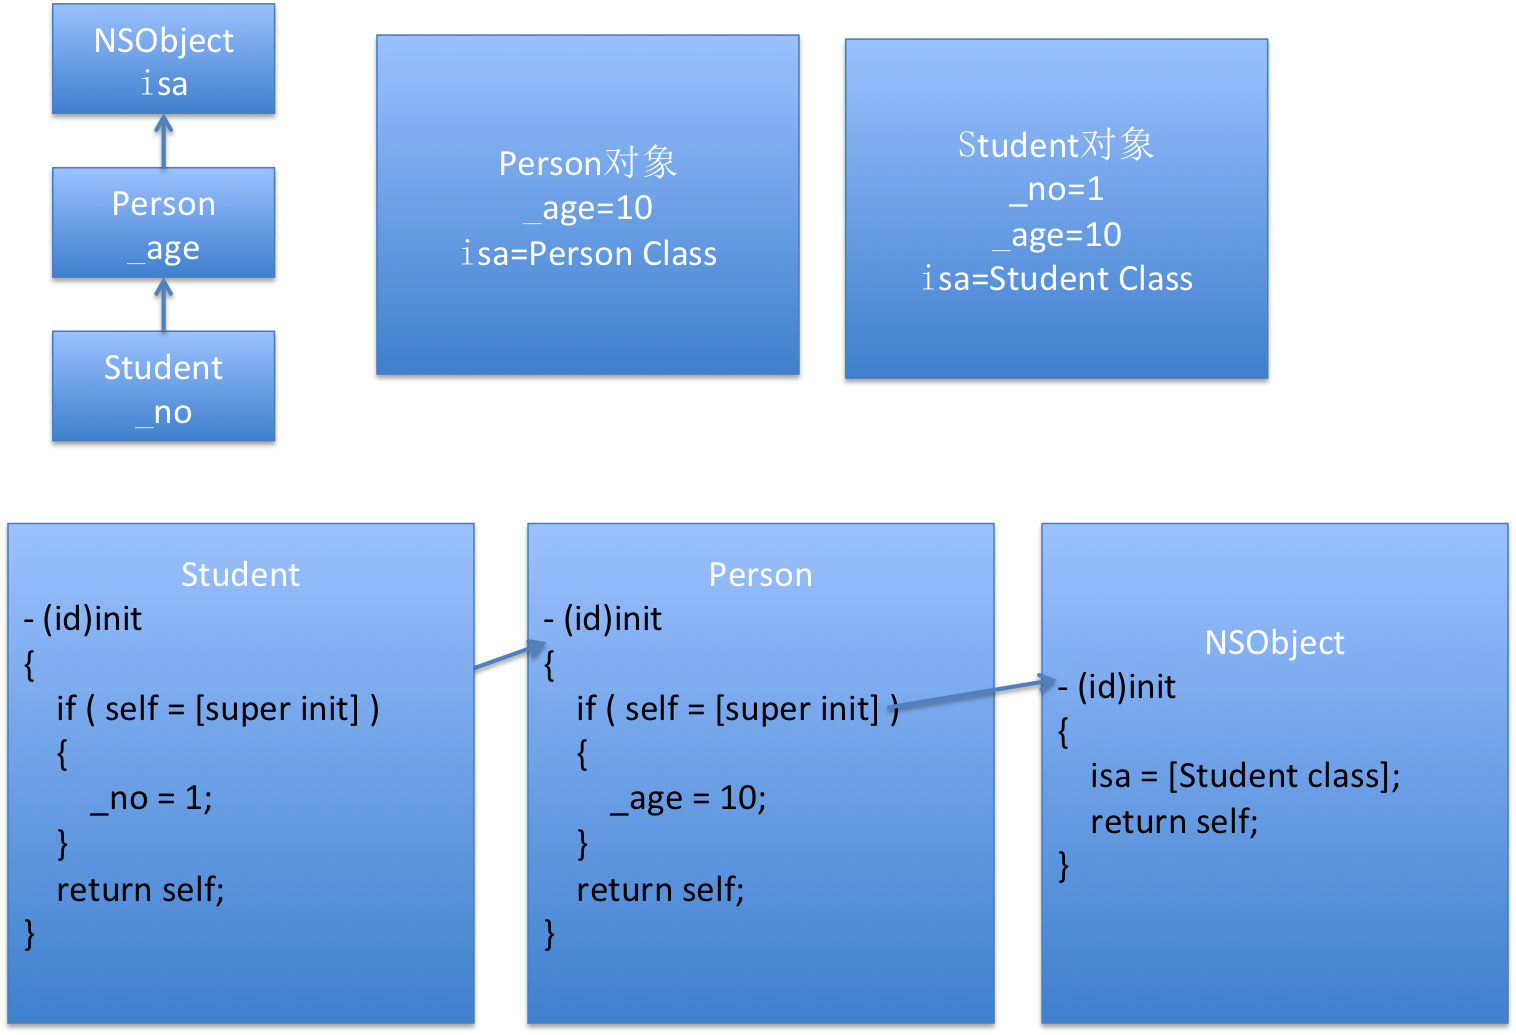 NSObject
isa
Person
_age
Student
_no
Person对象
_age=10
isa=Person Class
Student对象
_no=1
_age=10
isa=Student Class
Student
- (id)init
{
if ( self = [super init] )
{
_no = 1;
}
return self;
}
Person
- (id)init
{
if ( self = [super init] )
{
_age = 10;
}
return self;
}
NSObject
- (id)init
{
isa = [Student class];
return self;
}